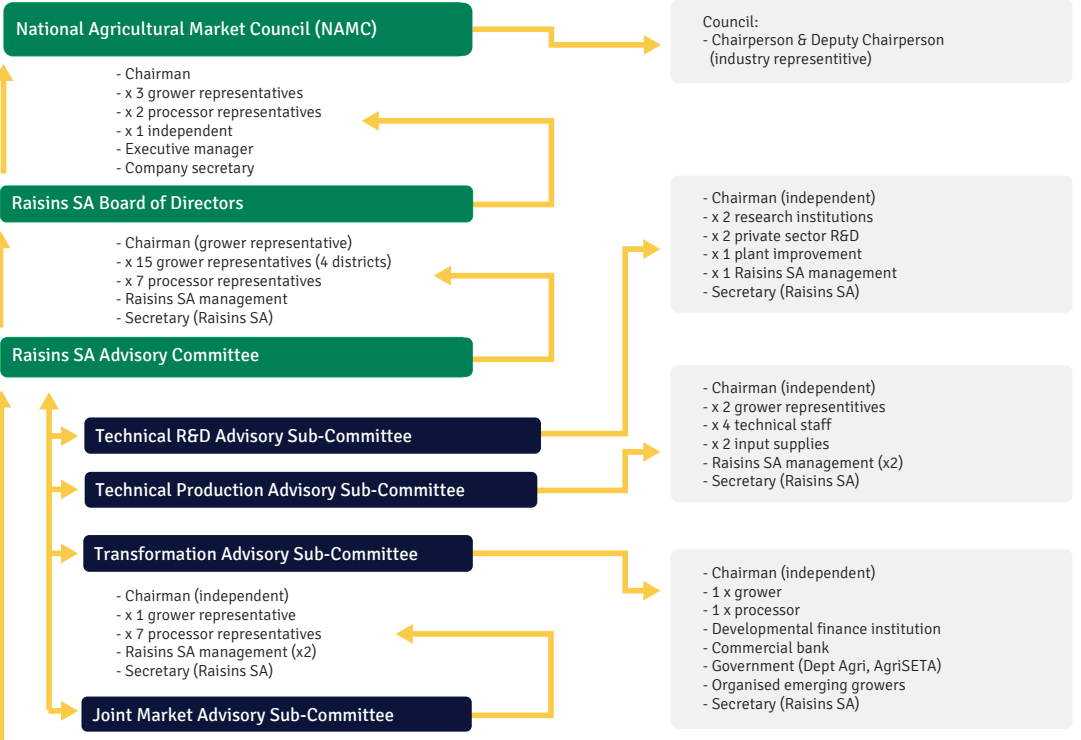 National Agricultural Market Council (NAMC)
Council:
- Chairperson & Deputy Chairperson
(industry representitive)
- Chairman
- x 3 grower representatives
- x 2 processor representatives
- x 1 independent
- Executive manager
- Company secretary
Raisins SA Board of Directors
- Chairman (grower representative)
- x 15 grower representatives (4 districts)
- x 7 processor representatives
- Raisins SA management
- Secretary (Raisins SA)
Raisins SA Advisory Committee
Technical R&D Advisory Sub-Committee
- Chairman (independent)
- x 2 research institutions
- x 2 private sector R&D
- x 1 plant improvement
- x 1 Raisins SA management
- Secretary (Raisins SA)
Technical Production Advisory Sub-Committee
- Chairman (independent)
- x 2 grower representitives
- x 4 technical staff
- x 2 input supplies
- Raisins SA management (x2)
- Secretary (Raisins SA)
Transformation Advisory Sub-Committee
- Chairman (independent)
- 1 x grower
- 1 x processor
- Developmental finance institution
- Commercial bank
- Government (Dept Agri, AgriSETA)
- Organised emerging growers
- Secretary (Raisins SA)
- Chairman (independent)
- x 1 grower representative
- x 7 processor representatives
- Raisins SA management (x2)
- Secretary (Raisins SA)
Joint Market Advisory Sub-Committee